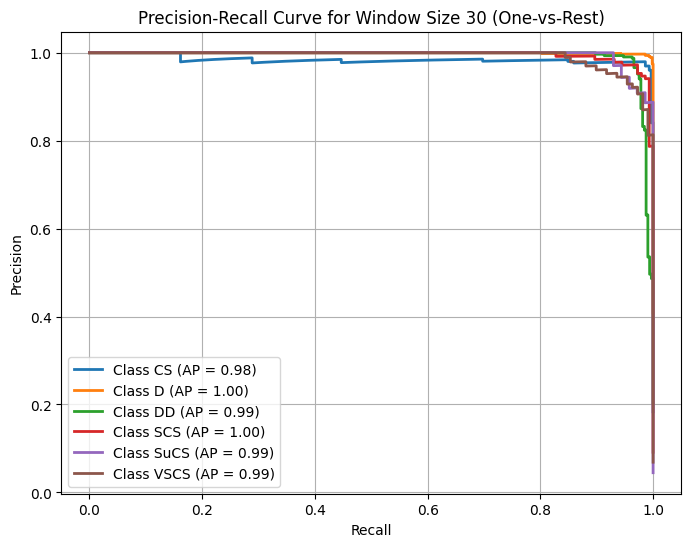 Precision-Recall Curve for Window Size 30 (One-vs-Rest)
1.0
0.8
0.6
0.4
0.2
0.0
Precision
Class CS (AP = 0.98)
Class D (AP = 1.00)
Class DD (AP = 0.99)
Class SCS (AP = 1.00)
Class SuCS (AP = 0.99)
Class VSCS (AP = 0.99)
0.0 0.2 0.4 0.6 0.8 1.0
Recall